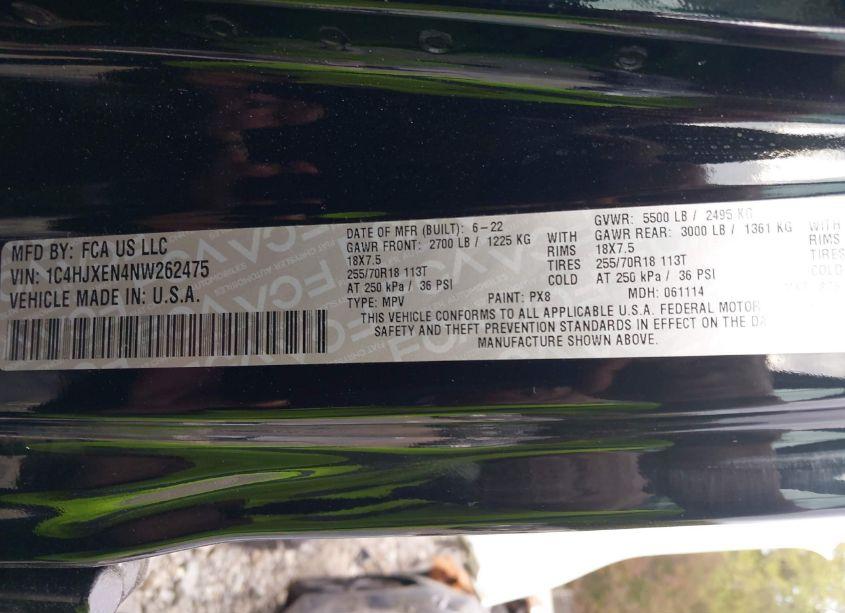 MFD BY: FCA US LLC
VIN: 1C4HJXEN4NW262475
VEHICLE MADE IN: U.S.A.
DATE OF MFR (BUILT): 6-22 GVWR: 5500 LB / 2495 KG
GAWR FRONT: 2700 LB / 1225 KG WITH GAWR REAR: 3000 LB / 1361 KG WITH
18X7.5 RIMS 18X7.5 RIMS
255/70R18 113T TIRES 255/70R18 113T TIRES
AT 250 kPa / 36 PSI COLD AT 250 kPa / 36 PSI COLD
TYPE: MPV PAINT: PX8 MDH: 061114
THIS VEHICLE CONFORMS TO ALL APPLICABLE U.S.A. FEDERAL MOTOR
SAFETY AND THEFT PREVENTION STANDARDS IN EFFECT ON THE DA
MANUFACTURE SHOWN ABOVE.